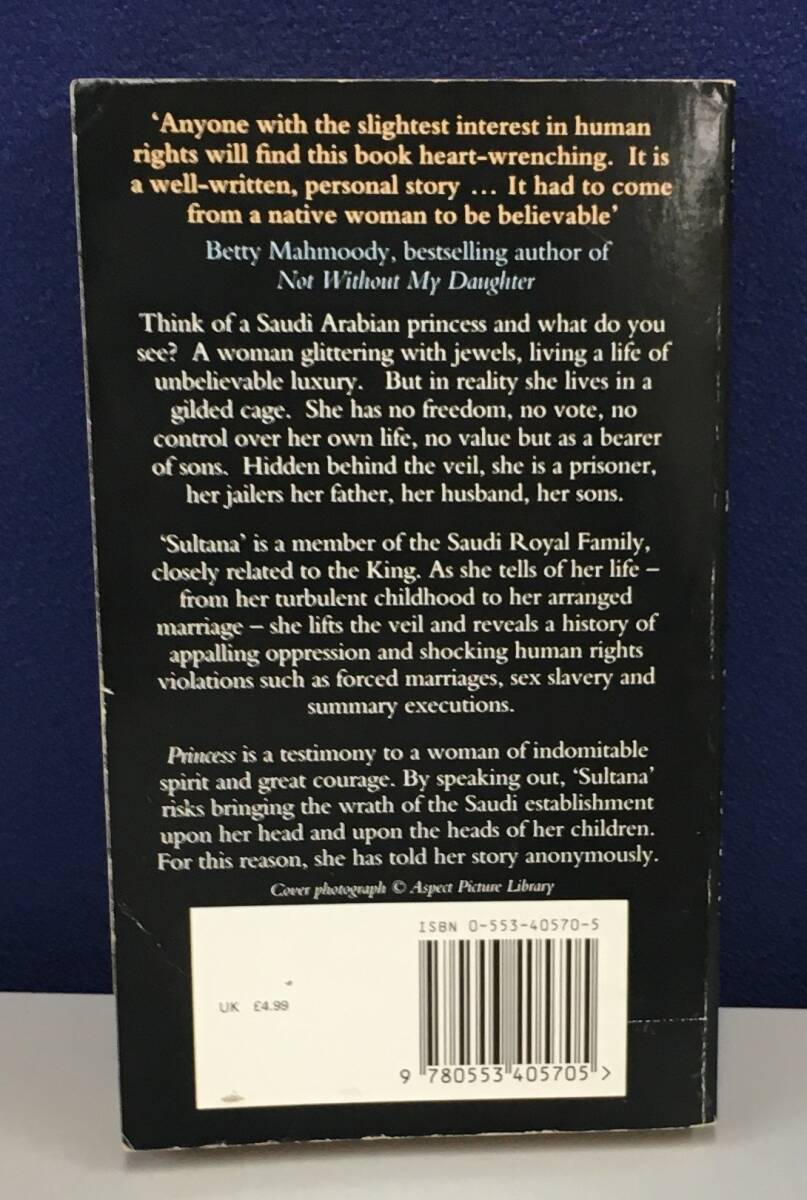 ‘Anyone with the slightest interest in human
rights will find this book heart-wrenching. It is
a well-written, personal story ... It had to come
from a native woman to be believable’
Betty Mahmoody, bestselling author of
Not Without My Daughter
Think of a Saudi Arabian princess and what do you
see? A woman glittering with jewels, living a life of
unbelievable luxury. But in reality she lives in a
gilded cage. She has no freedom, no vote, no
control over her own life, no value but as a bearer
of sons. Hidden behind the veil, she is a prisoner,
her jailers her father, her husband, her sons.
‘Sultana’ is a member of the Saudi Royal Family,
closely related to the King. As she tells of her life –
from her turbulent childhood to her arranged
marriage – she lifts the veil and reveals a history of
appalling oppression and shocking human rights
violations such as forced marriages, sex slavery and
summary executions.
Princess is a testimony to a woman of indomitable
spirit and great courage. By speaking out, ‘Sultana’
risks bringing the wrath of the Saudi establishment
upon her head and upon the heads of her children.
For this reason, she has told her story anonymously.
Cover photograph © Aspect Picture Library
ISBN 0-553-40570-5
UK £4.99
9 780553 405705 >